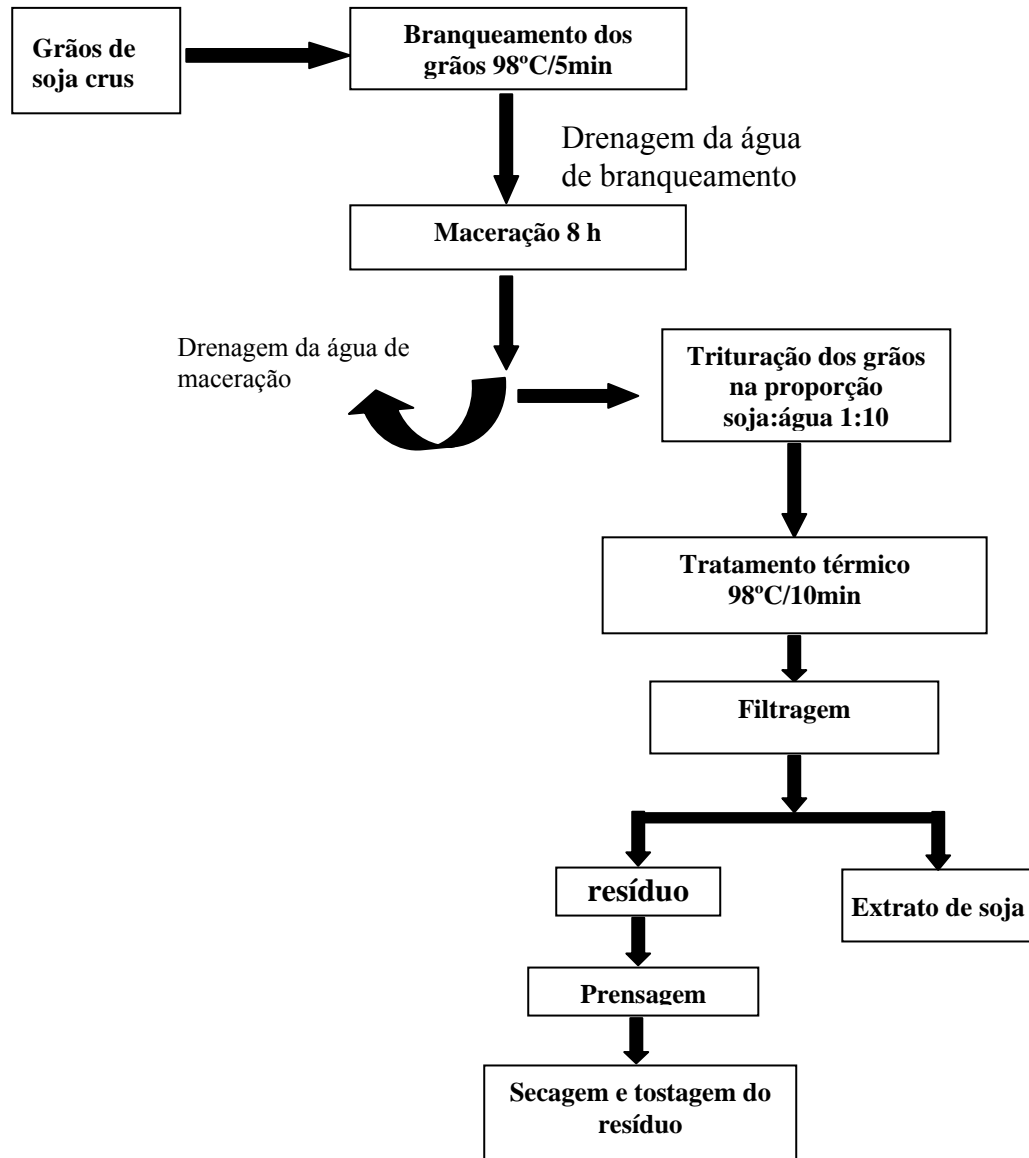 Grãos de
soja crus
Branqueamento dos
grãos 98ºC/5min
Drenagem da água
de branqueamento
Maceração 8 h
Drenagem da água de
maceração
Trituração dos grãos
na proporção
soja:água 1:10
Tratamento térmico
98ºC/10min
Filtragem
resíduo
Extrato de soja
Prensagem
Secagem e tostagem do
resíduo